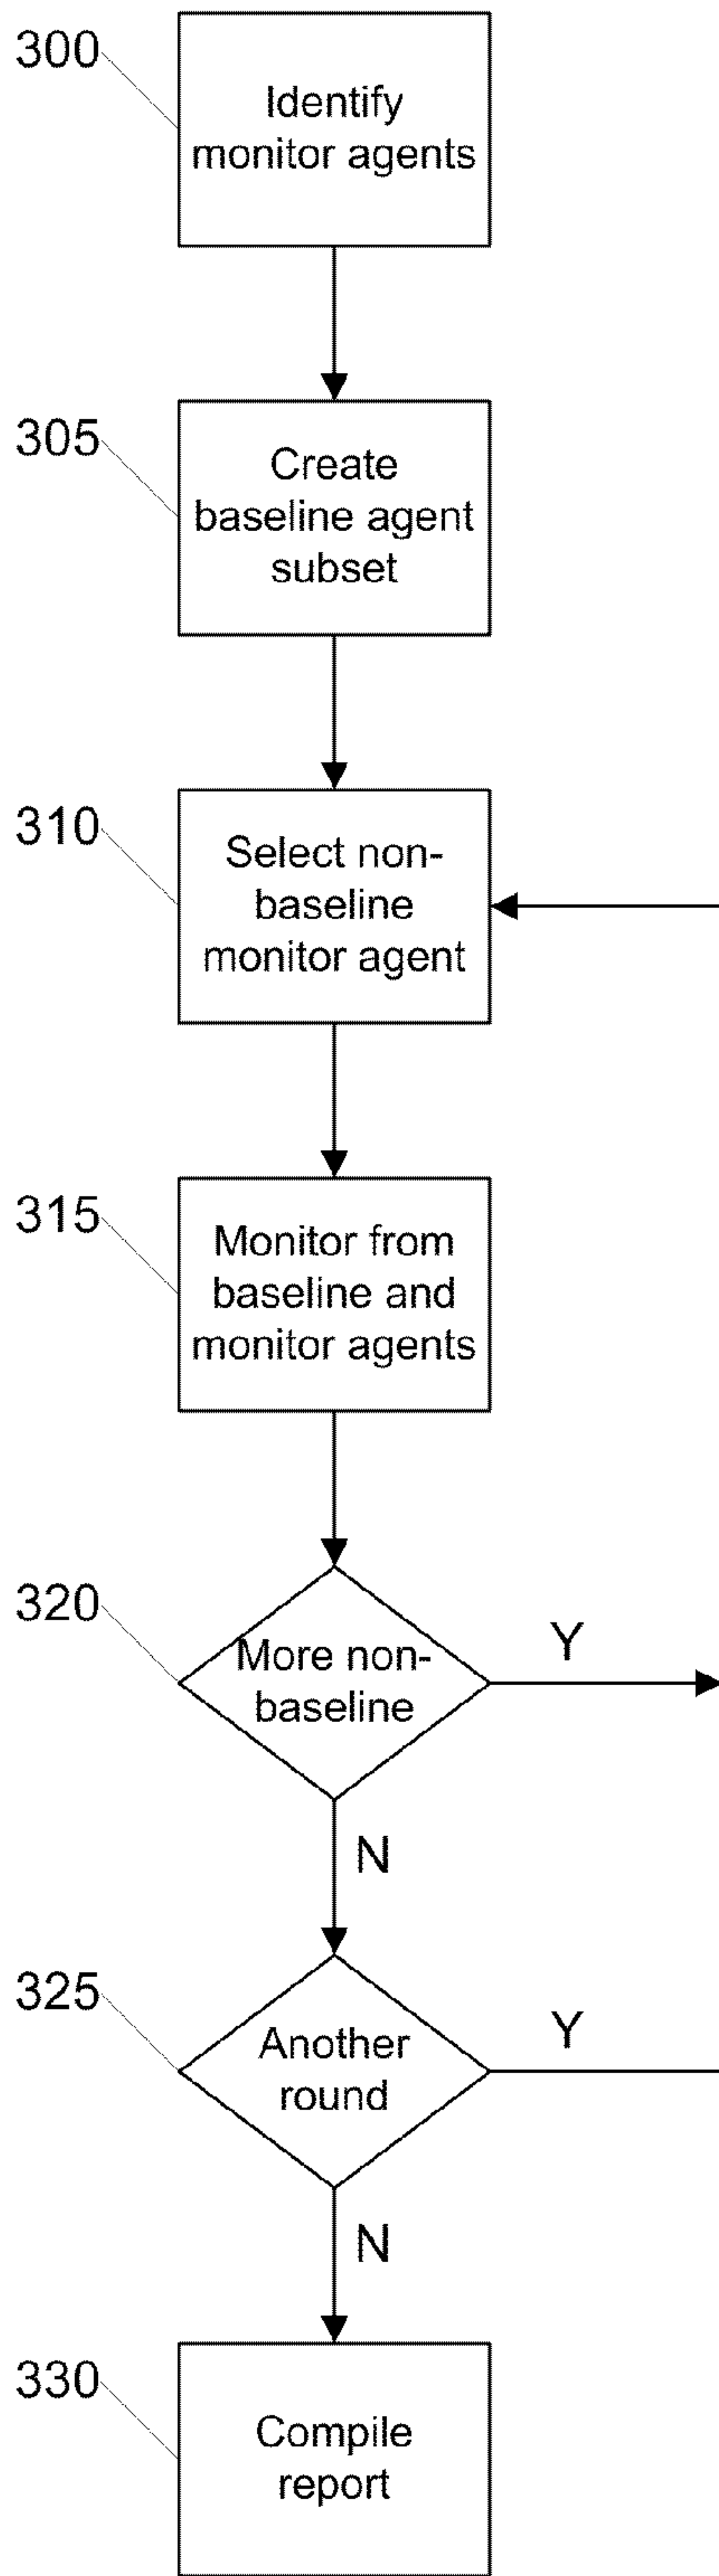 300
Identify
monitor agents
305
Create
baseline agent
subset
310
Select non-
baseline
monitor agent
315
Monitor from
baseline and
monitor agents
320
More non-
baseline
Y
N
325
Another
round
Y
N
330
Compile
report